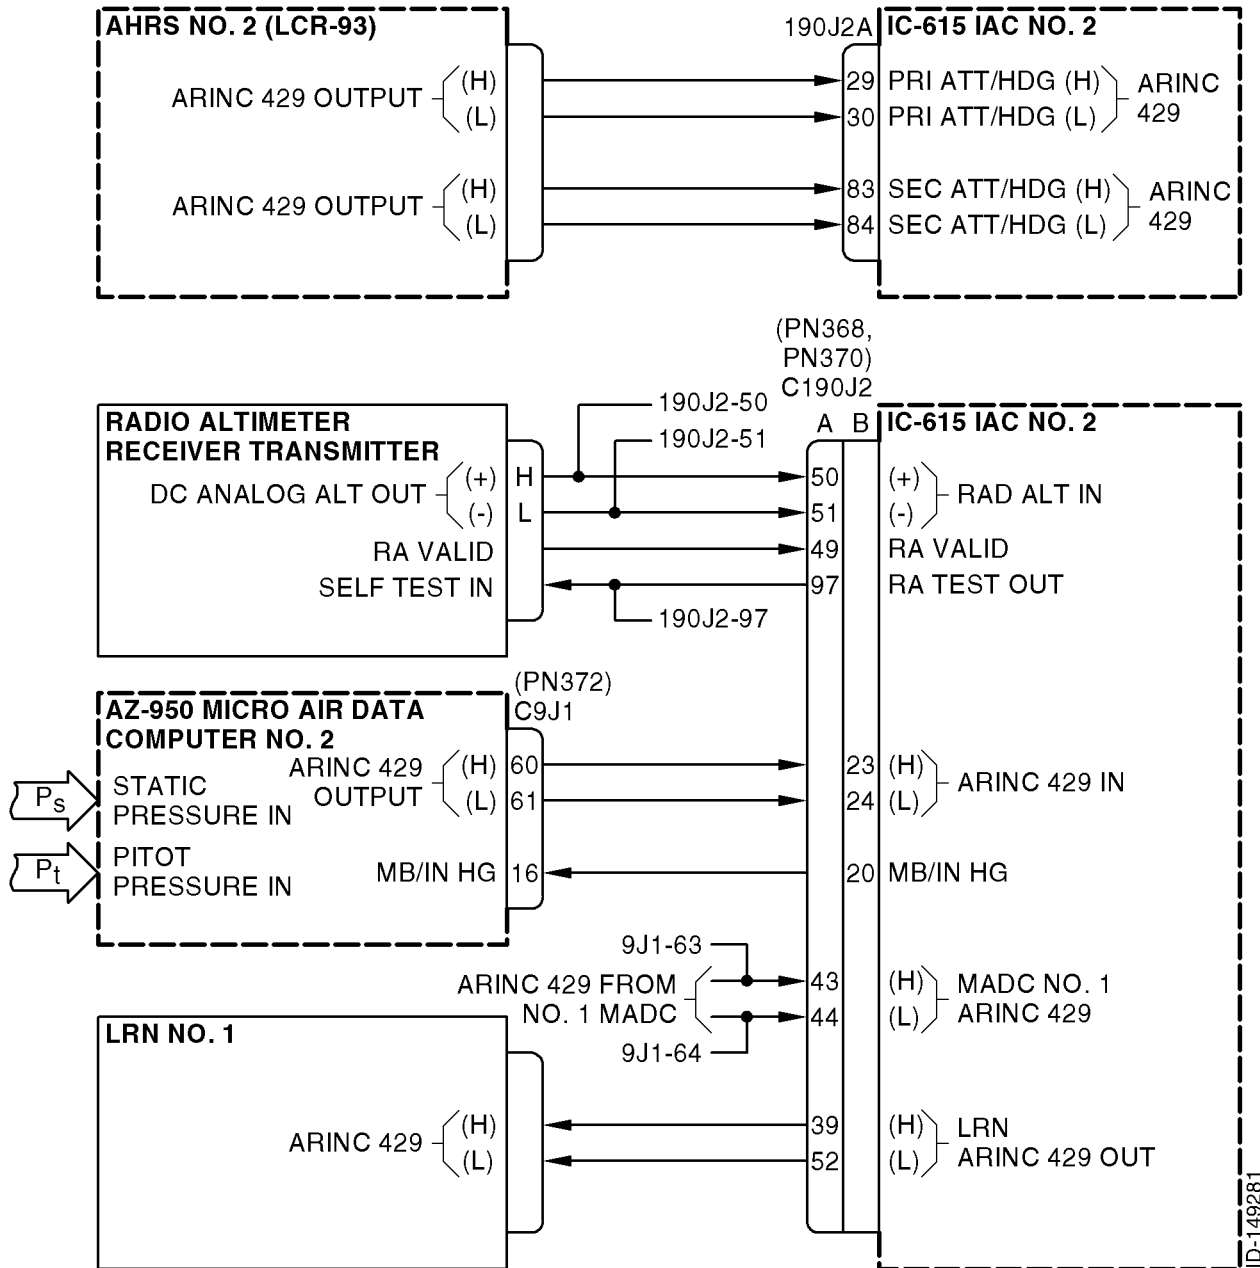 AHRS NO. 2 (LCR-93)
190J2A
IC-615 IAC NO. 2
ARINC 429 OUTPUT
(H)
(L)
29 PRI ATT/HDG (H)
30 PRI ATT/HDG (L)
ARINC
429
ARINC 429 OUTPUT
(H)
(L)
83 SEC ATT/HDG (H)
84 SEC ATT/HDG (L)
ARINC
429
(PN368,
PN370)
C190J2
A B
RADIO ALTIMETER
RECEIVER TRANSMITTER
190J2-50
190J2-51
IC-615 IAC NO. 2
DC ANALOG ALT OUT
(+) H
(-) L
50 (+)
51 (-)
RAD ALT IN
RA VALID
49 RA VALID
SELF TEST IN
97 RA TEST OUT
190J2-97
(PN372)
C9J1
AZ-950 MICRO AIR DATA
COMPUTER NO. 2
Ps
STATIC
PRESSURE IN
ARINC 429
OUTPUT
(H) 60
(L) 61
23 (H)
24 (L)
ARINC 429 IN
Pt
PITOT
PRESSURE IN
MB/IN HG 16
20 MB/IN HG
9J1-63
ARINC 429 FROM
NO. 1 MADC
9J1-64
43 (H)
44 (L)
MADC NO. 1
ARINC 429
LRN NO. 1
ARINC 429
(H)
(L)
39 (H)
52 (L)
LRN
ARINC 429 OUT
ID-149281